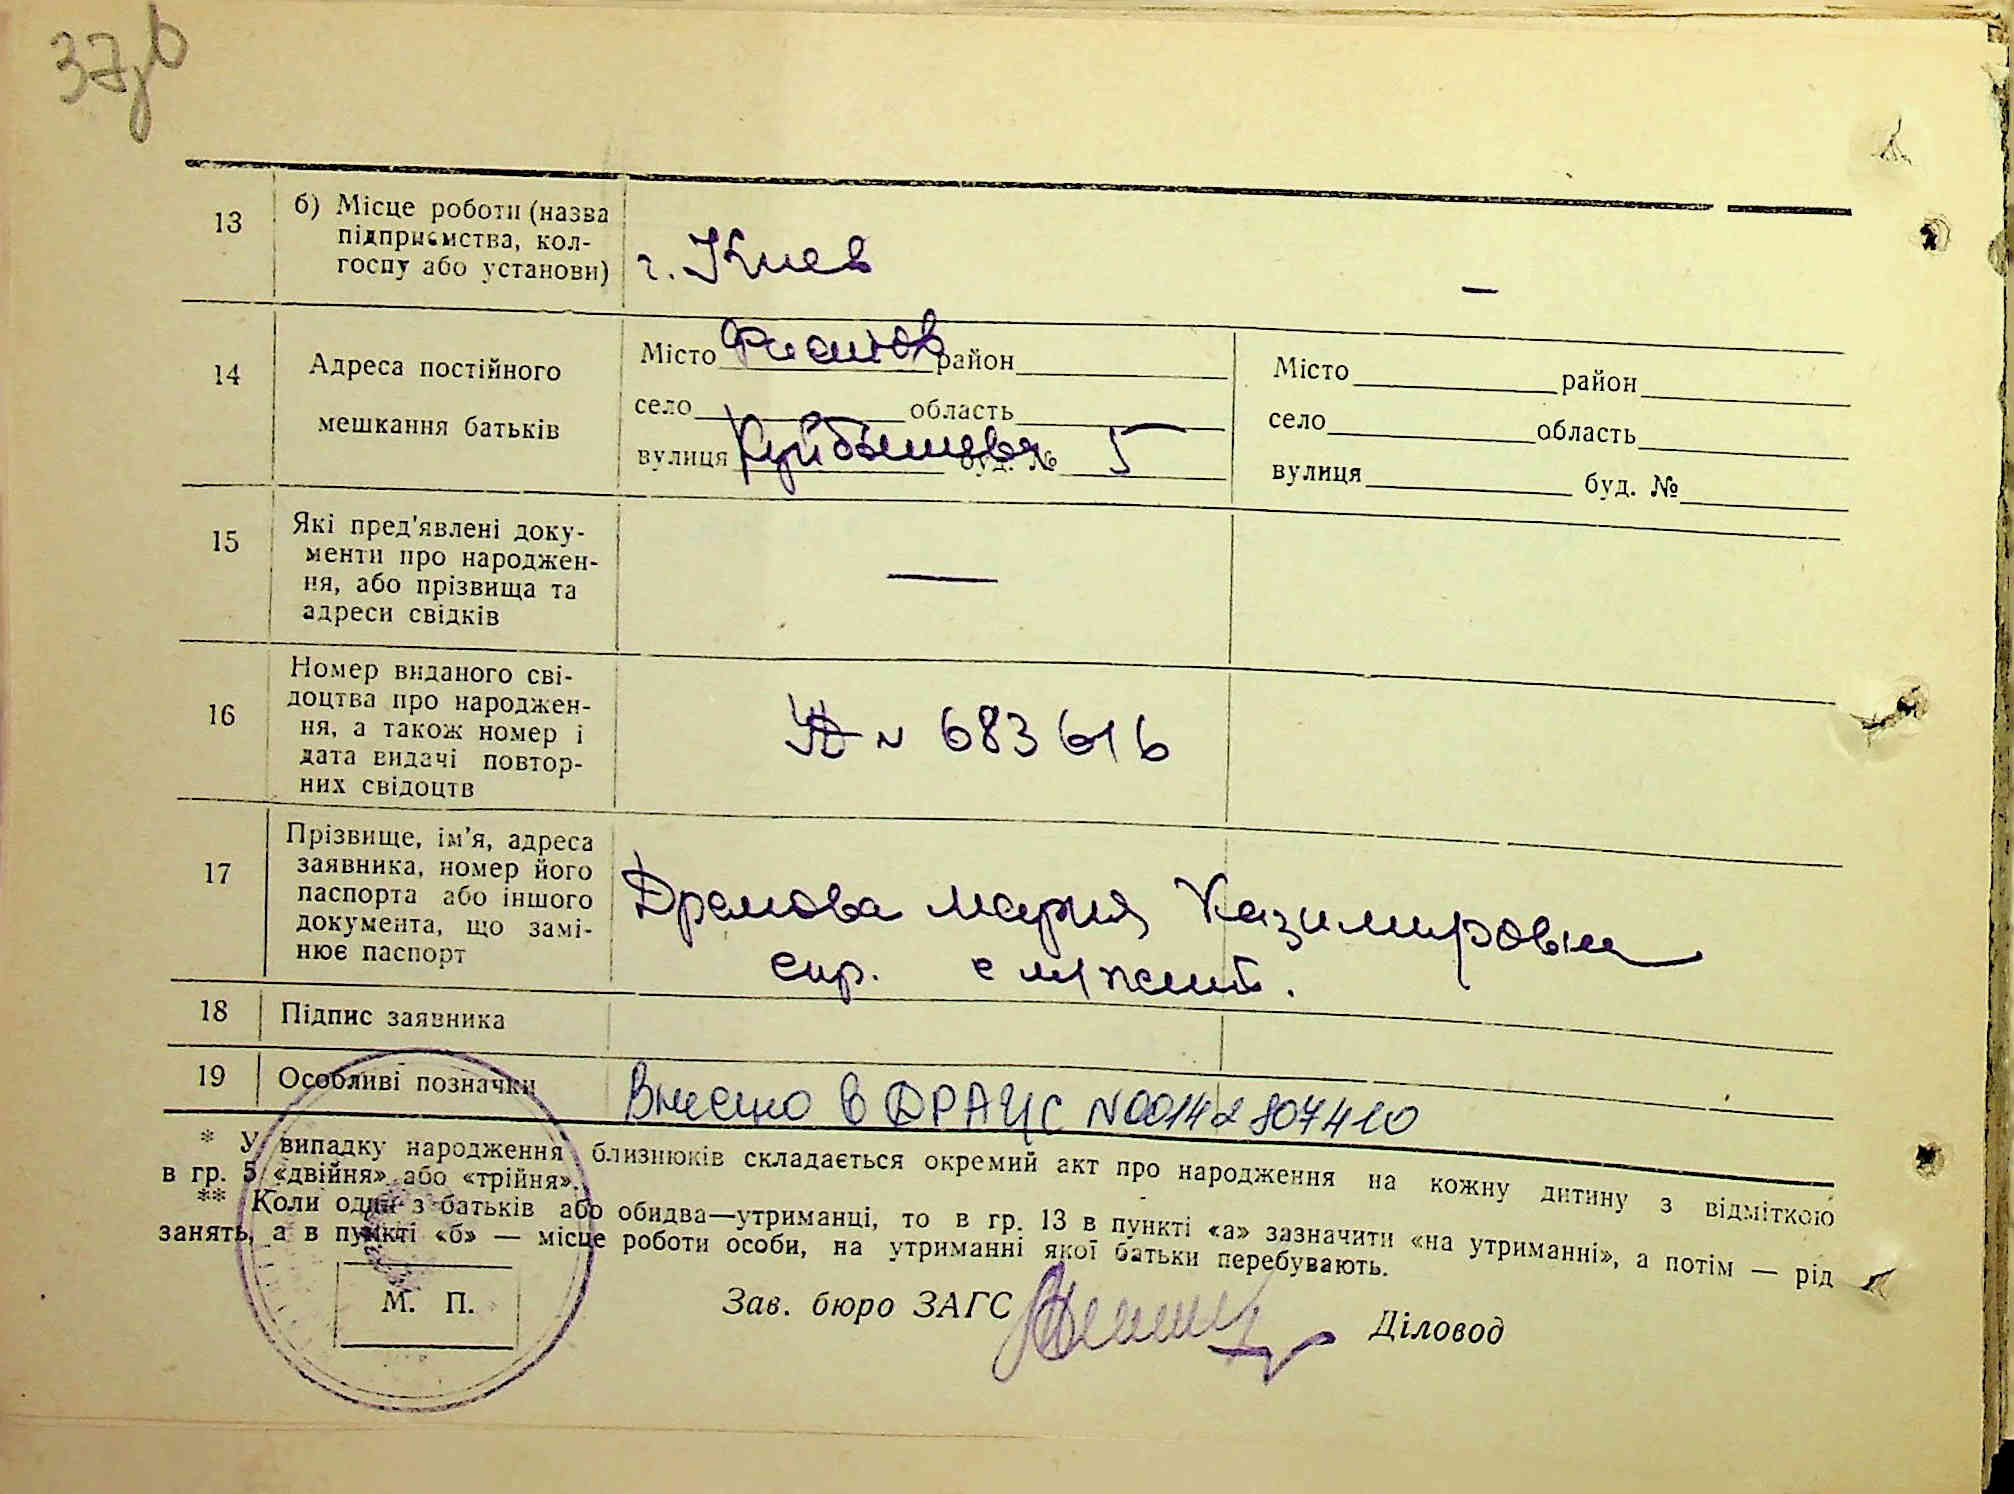 13
б) Місце роботи (назва
підприємства, кол-
госпу або установи)
г. Киев
—
14
Адреса постійного
мешкання батьків
Місто Фастов район
село область
вулиця Куйбышева буд. № 5
Місто район
село область
вулиця буд. №
15
Які пред'явлені доку-
менти про народжен-
ня, або прізвища та
адреси свідків
—
16
Номер виданого сві-
доцтва про народжен-
ня, а також номер і
дата видачі повтор-
них свідоцтв
N 683616
17
Прізвище, ім'я, адреса
заявника, номер його
паспорта або іншого
документа, що замі-
нює паспорт
Дремова Мария Казимировна
спр.
18
Підпис заявника
19
Особливі позначки
Внесено в ДРАЦС N00142807410
* У випадку народження близнюків складається окремий акт про народження на кожну дитину з відміткою
в гр. 5 «двійня» або «трійня».
** Коли один з батьків або обидва—утриманці, то в гр. 13 в пункті «а» зазначити «на утриманні», а потім — рід
занять, а в пункті «б» — місце роботи особи, на утриманні якої батьки перебувають.
М. П.
Зав. бюро ЗАГС
Діловод